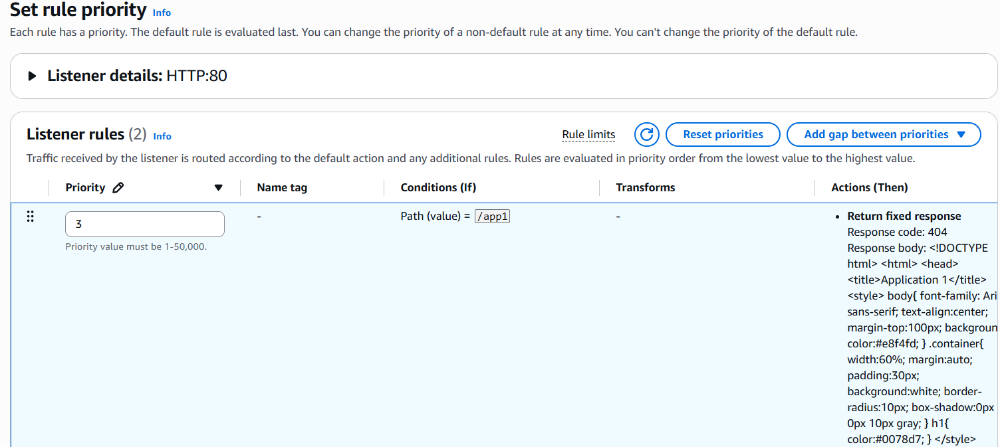 Set rule priority Info
Each rule has a priority. The default rule is evaluated last. You can change the priority of a non-default rule at any time. You can't change the priority of the default rule.
Listener details: HTTP:80
Listener rules (2) Info
Rule limits
Reset priorities
Add gap between priorities
Traffic received by the listener is routed according to the default action and any additional rules. Rules are evaluated in priority order from the lowest value to the highest value.
Priority
Name tag
Conditions (If)
Transforms
Actions (Then)
3
Priority value must be 1-50,000.
-
Path (value) = /app1
-
• Return fixed response
Response code: 404
Response body: <!DOCTYPE
html> <html> <head>
<title>Application 1</title>
<style> body{ font-family: Ari
sans-serif; text-align:center;
margin-top:100px; backgroun
color:#e8f4fd; } .container{
width:60%; margin:auto;
padding:30px;
background:white; border-
radius:10px; box-shadow:0px
0px 10px gray; } h1{
color:#0078d7; } </style>